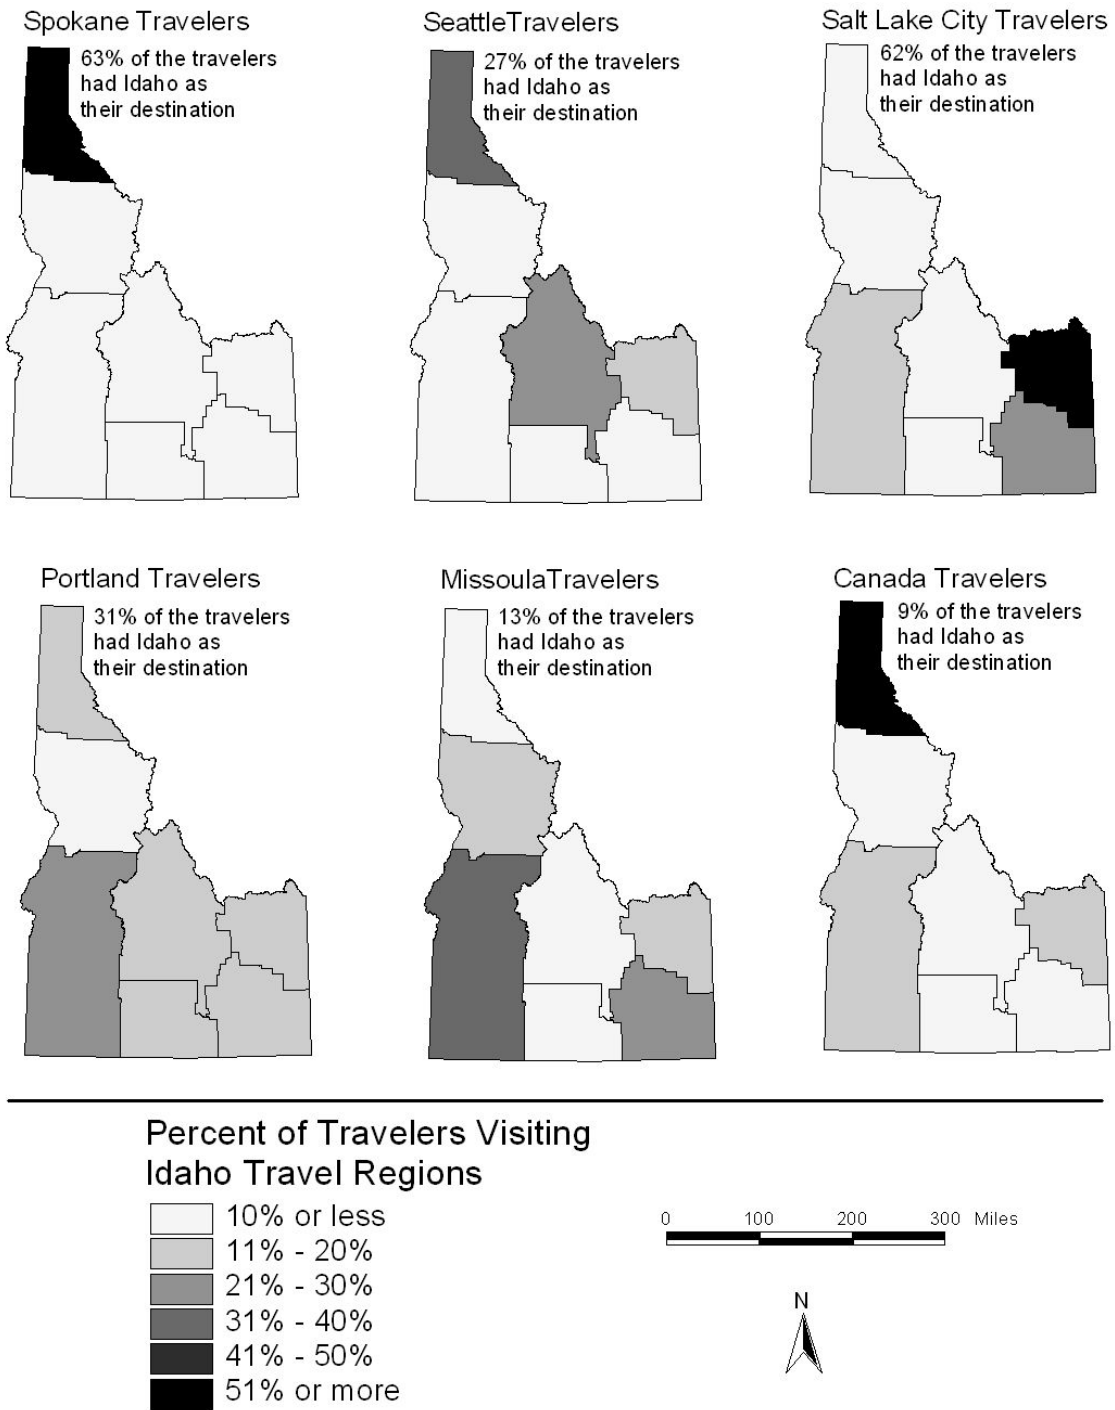 Spokane Travelers
63% of the travelers
had Idaho as
their destination
SeattleTravelers
27% of the travelers
had Idaho as
their destination
Salt Lake City Travelers
62% of the travelers
had Idaho as
their destination
Portland Travelers
31% of the travelers
had Idaho as
their destination
MissoulaTravelers
13% of the travelers
had Idaho as
their destination
Canada Travelers
9% of the travelers
had Idaho as
their destination
Percent of Travelers Visiting
Idaho Travel Regions
10% or less
11% - 20%
21% - 30%
31% - 40%
41% - 50%
51% or more
0 100 200 300 Miles
N